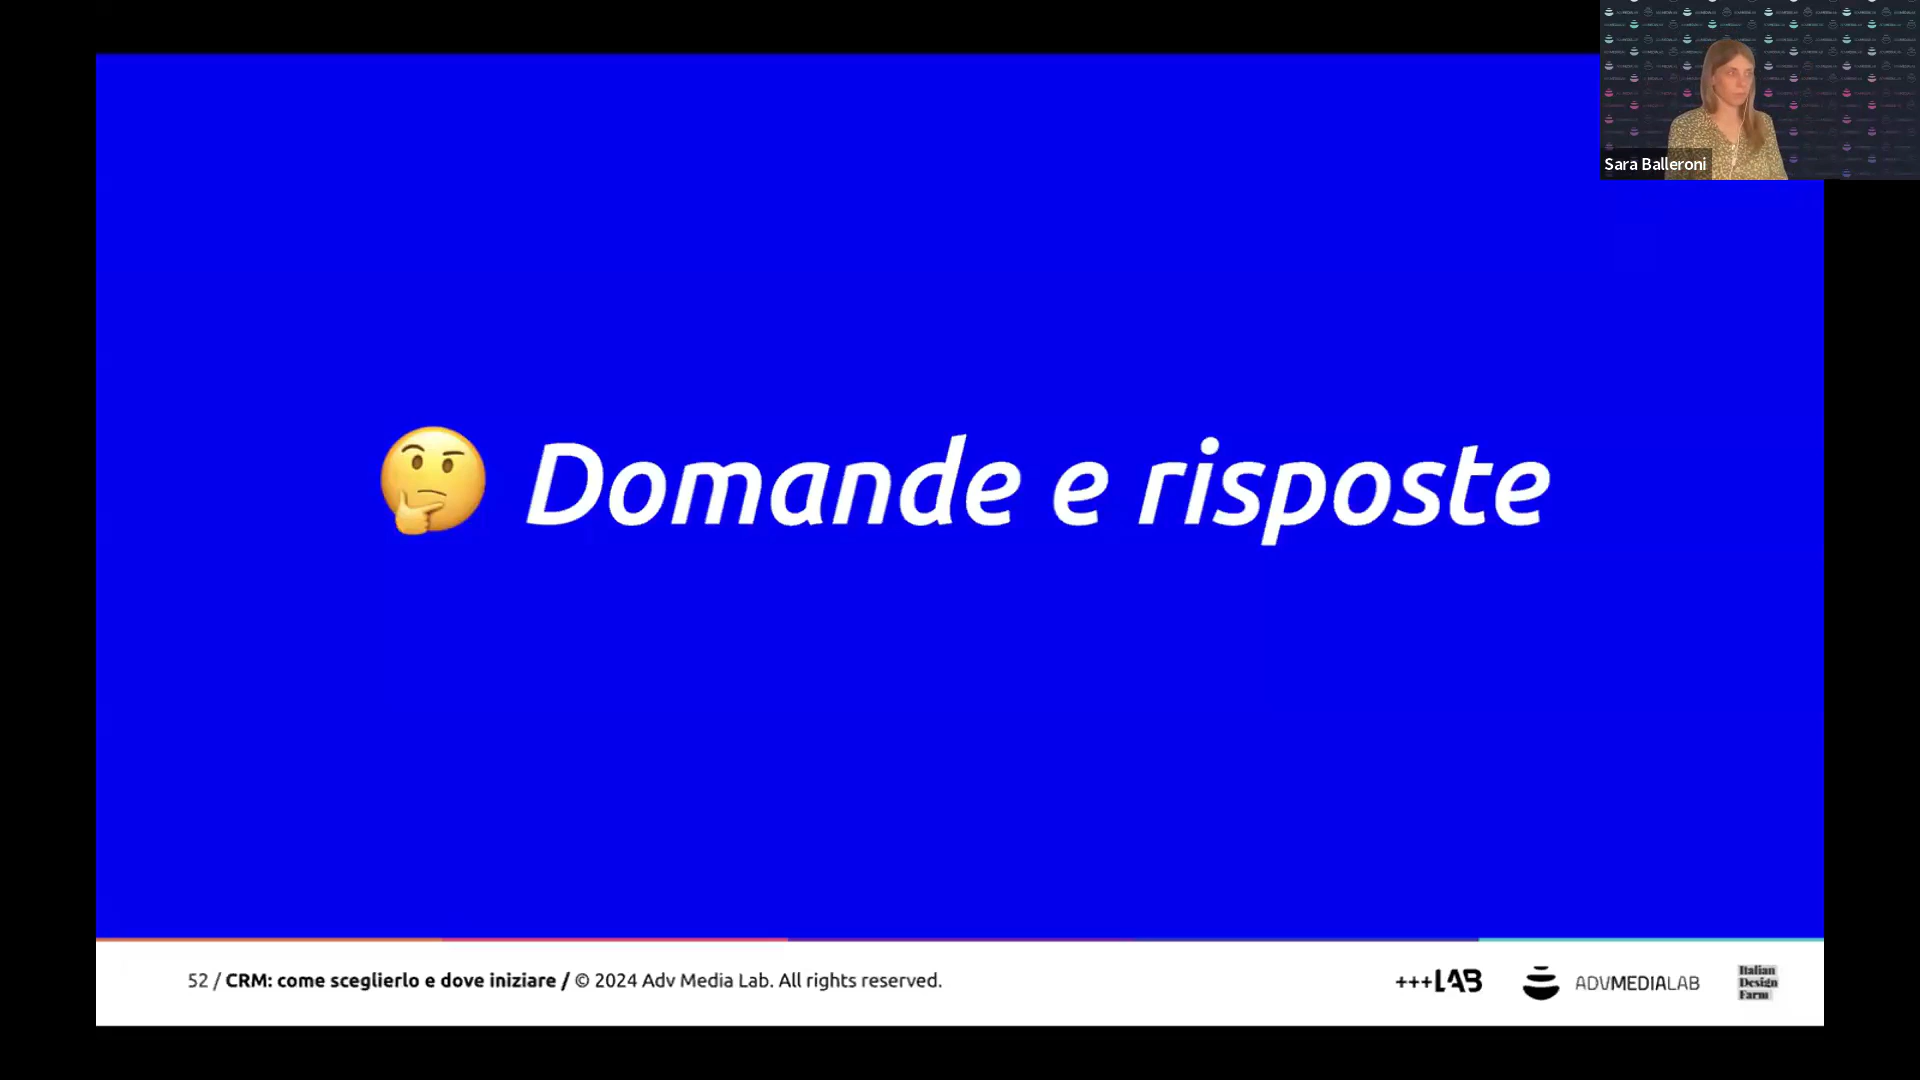 Sara Balleroni
Domande e risposte
52 / CRM: come sceglierlo e dove iniziare / © 2024 Adv Media Lab. All rights reserved.
+++LAB
ADVMEDIALAB
Italian
Design
Farm